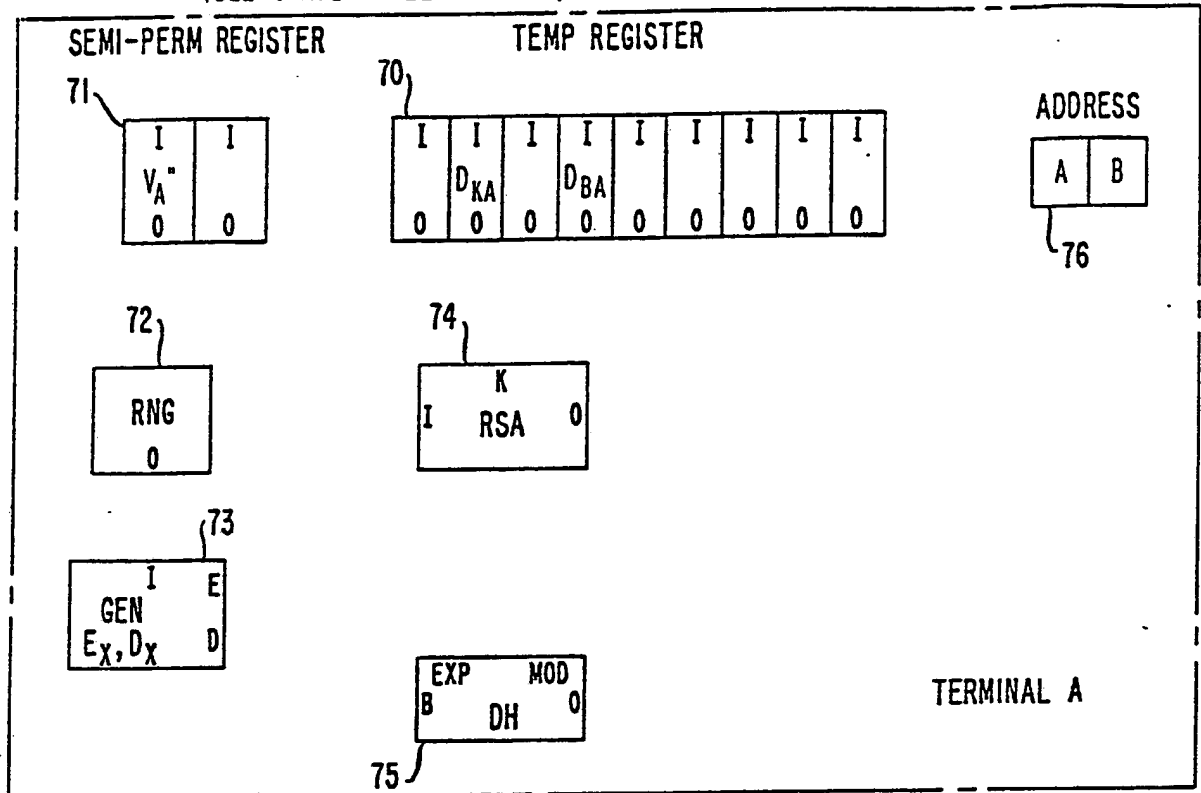 SEMI-PERM REGISTER
TEMP REGISTER
71
70
ADDRESS
I I
V_A"
0 0
I I I I I I I I I
D_KA D_BA
0 0 0 0 0 0 0 0 0
A B
76
72
74
RNG
0
K
I RSA 0
73
I E
GEN
E_X, D_X D
EXP MOD
B DH 0
75
TERMINAL A